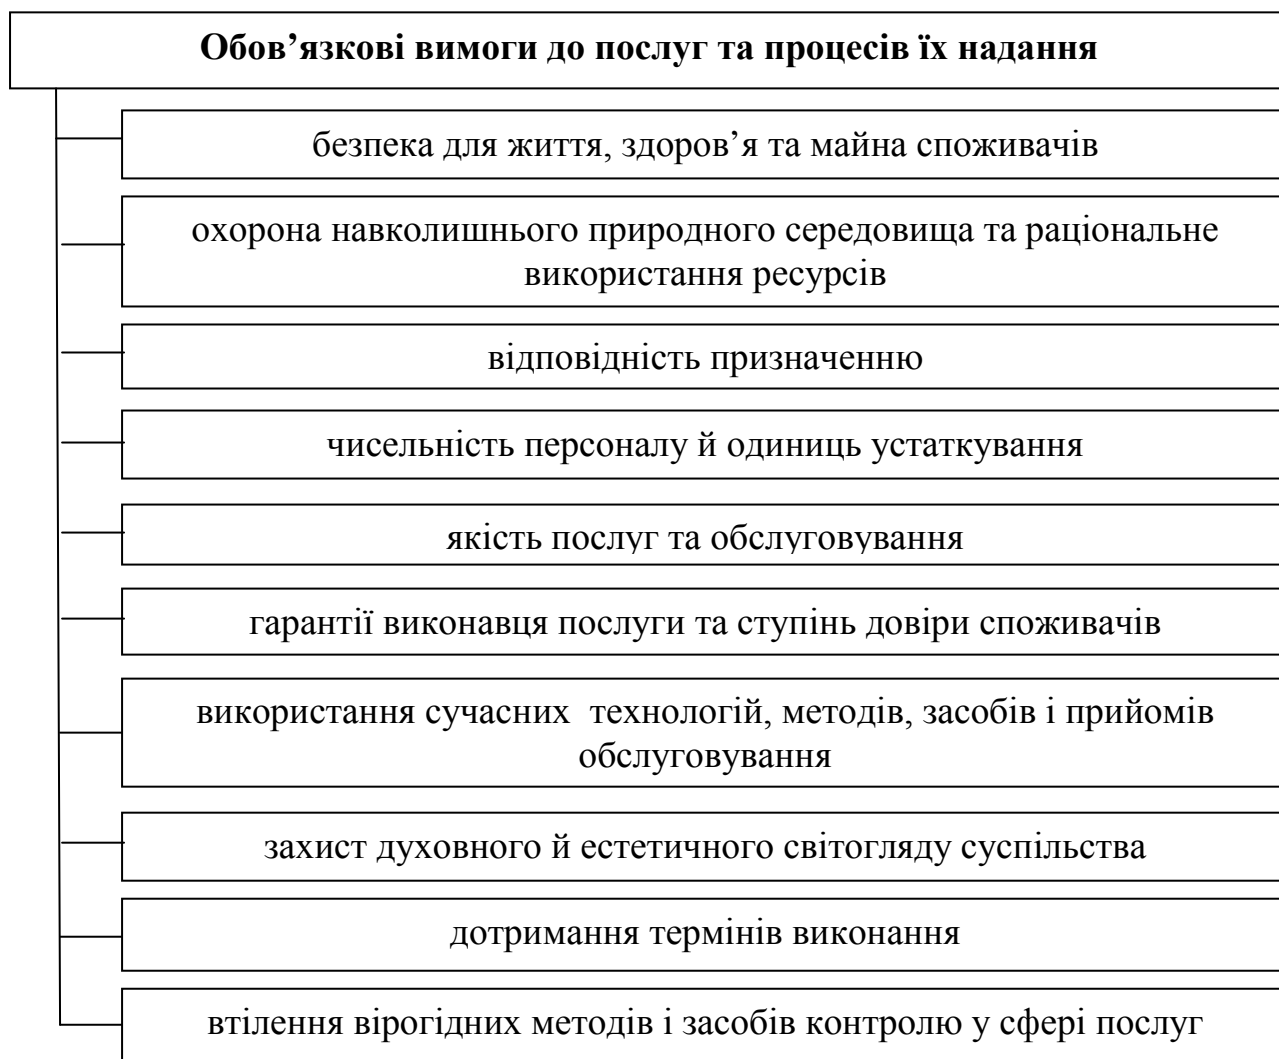 Обов’язкові вимоги до послуг та процесів їх надання
безпека для життя, здоров’я та майна споживачів
охорона навколишнього природного середовища та раціональне
використання ресурсів
відповідність призначенню
чисельність персоналу й одиниць устаткування
якість послуг та обслуговування
гарантії виконавця послуги та ступінь довіри споживачів
використання сучасних  технологій, методів, засобів і прийомів
обслуговування
захист духовного й естетичного світогляду суспільства
дотримання термінів виконання
втілення вірогідних методів і засобів контролю у сфері послуг